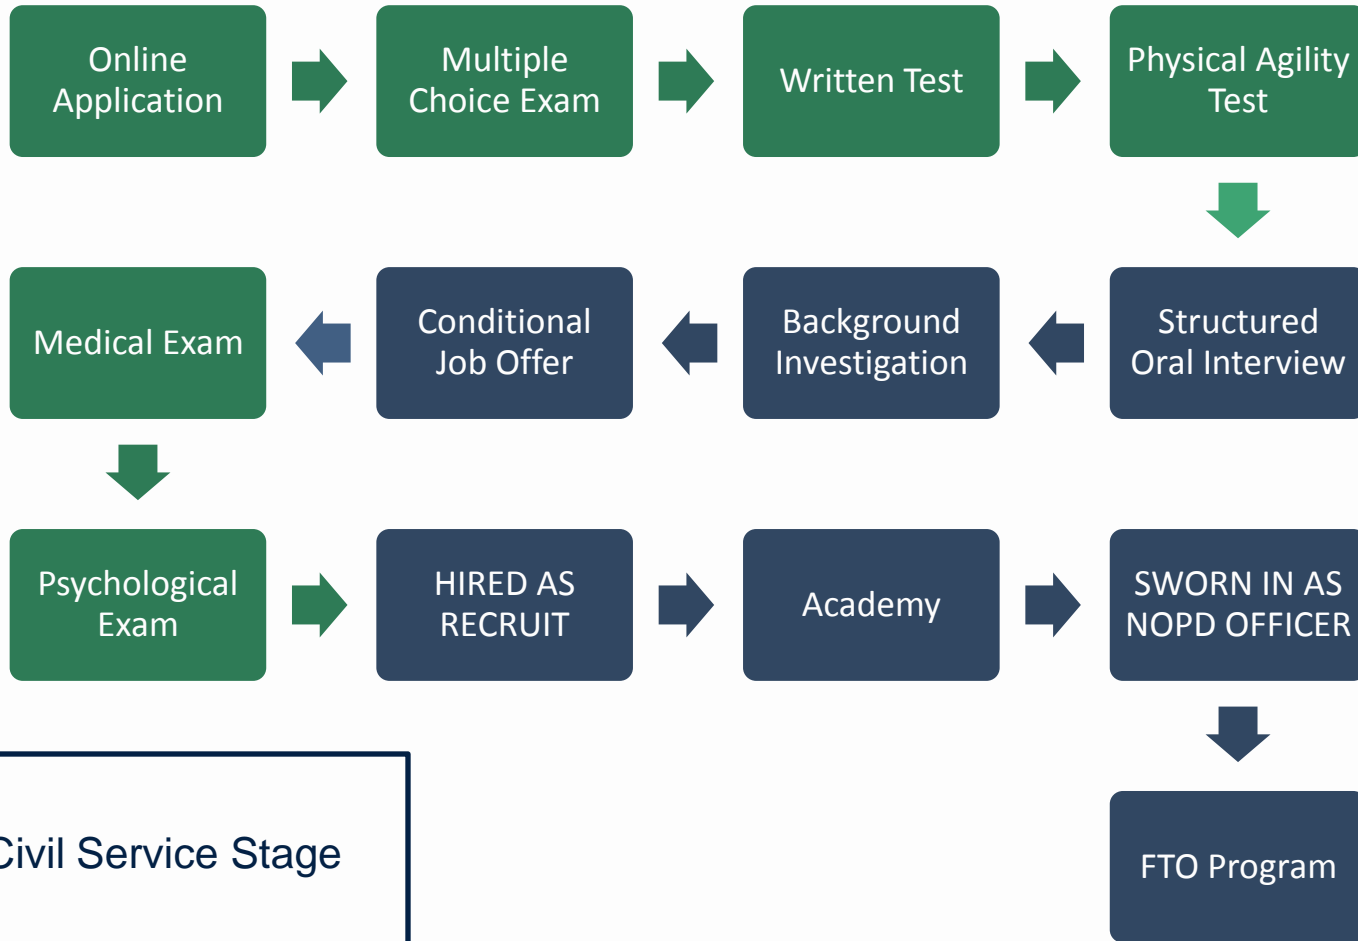 Online
Application
Multiple
Choice Exam
Written Test
Physical Agility
Test
Structured
Oral Interview
Background
Investigation
Conditional
Job Offer
Medical Exam
Psychological
Exam
HIRED AS
RECRUIT
Academy
SWORN IN AS
NOPD OFFICER
FTO Program
Civil Service Stage